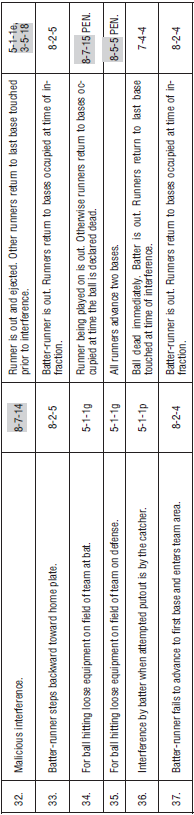 32. Malicious interference. 8-7-14 Runner is out and ejected. Other runners return to last base touched 5-1-1e,
prior to interference. 3-5-18
33. Batter-runner steps backward toward home plate. 8-2-5 Batter-runner is out. Runners return to bases occupied at time of in- 8-2-5
fraction.
34. For ball hitting loose equipment on field of team at bat. 5-1-1g Runner being played on is out. Otherwise runners return to bases oc- 8-7-15 PEN.
cupied at time the ball is declared dead.
35. For ball hitting loose equipment on field of team on defense. 5-1-1g All runners advance two bases. 8-5-5 PEN.
36. Interference by batter when attempted putout is by the catcher. 5-1-1p Ball dead immediately. Batter is out. Runners return to last base 7-4-4
touched at time of interference.
37. Batter-runner fails to advance to first base and enters team area. 8-2-4 Batter-runner is out. Runners return to bases occupied at time of in- 8-2-4
fraction.